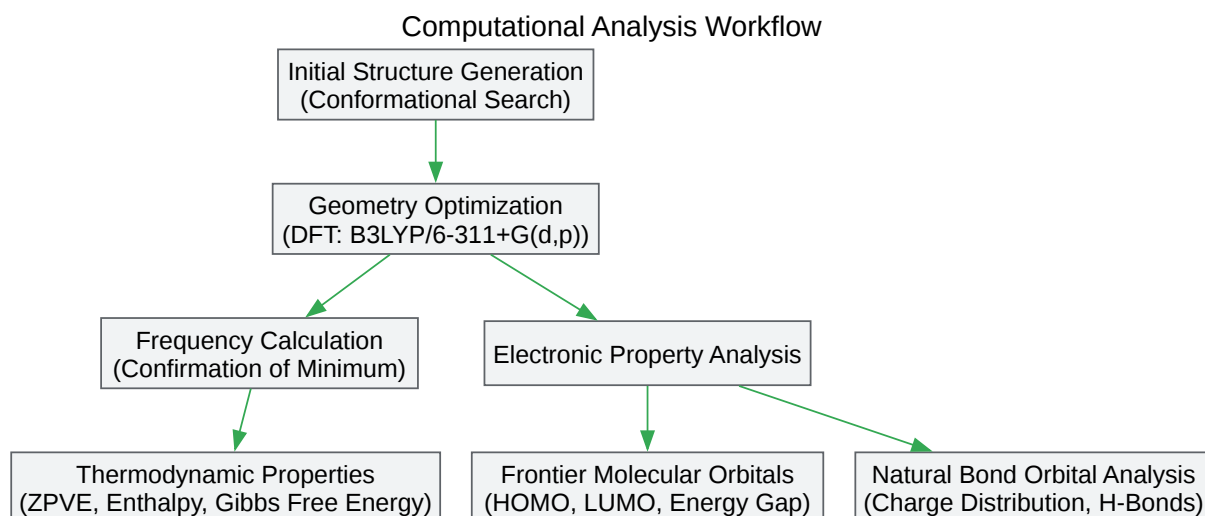 Computational Analysis Workflow
Initial Structure Generation
(Conformational Search)
Geometry Optimization
(DFT: B3LYP/6-311+G(d,p))
Frequency Calculation
(Confirmation of Minimum)
Electronic Property Analysis
Thermodynamic Properties
(ZPVE, Enthalpy, Gibbs Free Energy)
Frontier Molecular Orbitals
(HOMO, LUMO, Energy Gap)
Natural Bond Orbital Analysis
(Charge Distribution, H-Bonds)